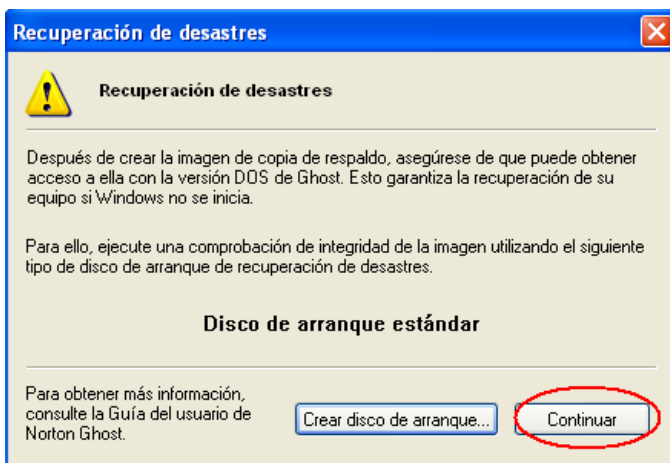 Recuperación de desastres
Recuperación de desastres
Después de crear la imagen de copia de respaldo, asegúrese de que puede obtener
acceso a ella con la versión DOS de Ghost. Esto garantiza la recuperación de su
equipo si Windows no se inicia.
Para ello, ejecute una comprobación de integridad de la imagen utilizando el siguiente
tipo de disco de arranque de recuperación de desastres.
Disco de arranque estándar
Para obtener más información,
consulte la Guía del usuario de
Norton Ghost.
Crear disco de arranque...
Continuar